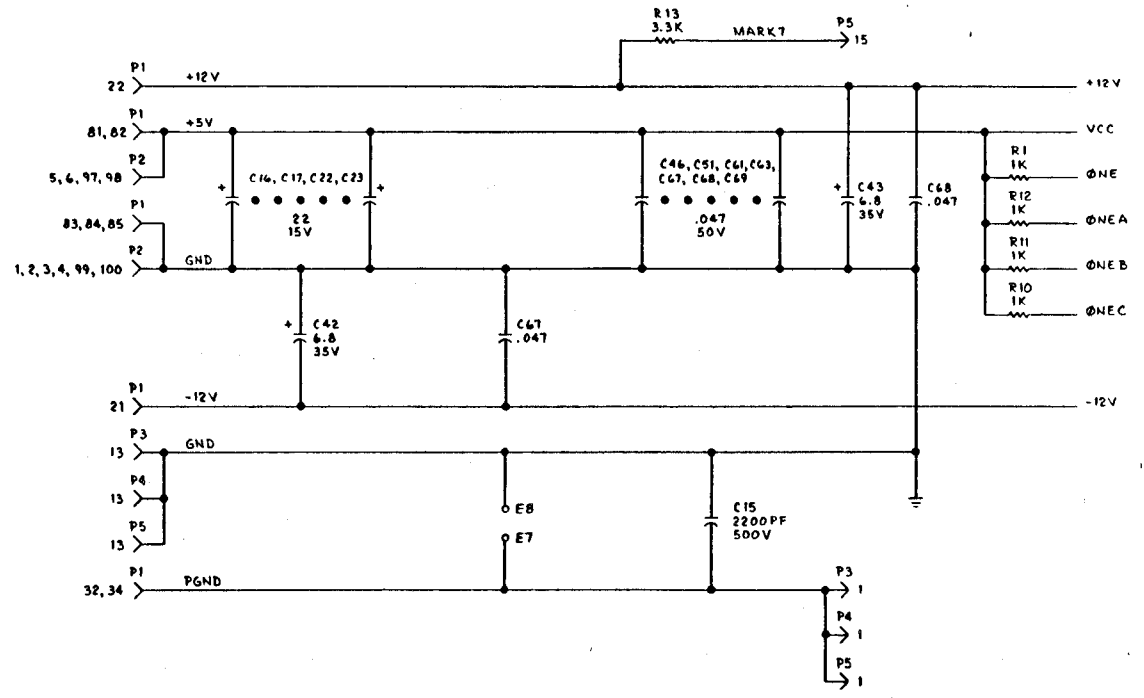 R13
3.3K
MARK7
P5
15
P1
22
+12V
+12V
P1
81, 82
+5V
VCC
P2
5, 6, 97, 98
+
C16, C17, C22, C23
+
22
15V
C46, C51, C61, C63,
C67, C68, C69
.047
50V
+
C43
6.8
35V
C68
.047
R1
1K
ØNE
R12
1K
ØNEA
R11
1K
ØNEB
R10
1K
ØNEC
P1
83, 84, 85
P2
1, 2, 3, 4, 99, 100
GND
+
C42
6.8
35V
C67
.047
P1
21
-12V
-12V
P3
13
GND
P4
13
P5
13
E8
E7
C15
2200PF
500V
P1
32, 34
PGND
P3
1
P4
1
P5
1